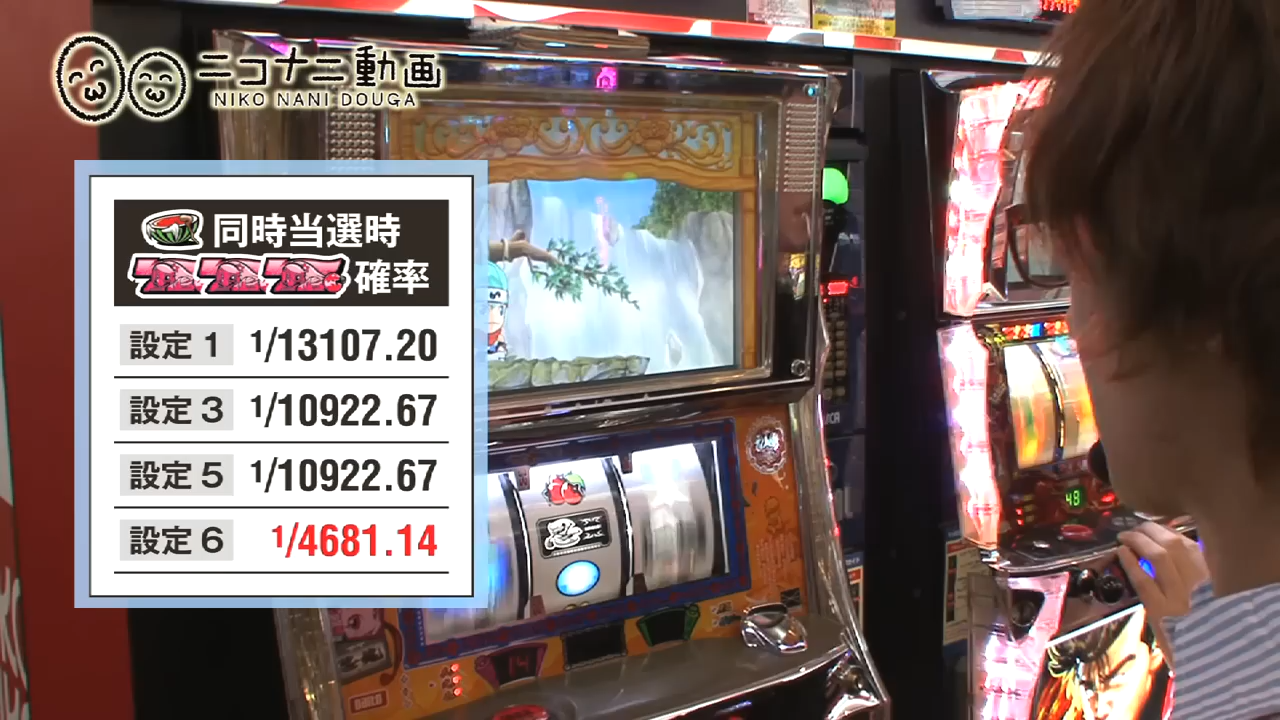 ニコナニ動画
NIKO NANI DOUGA
同時当選時
確率
設定1 1/13107.20
設定3 1/10922.67
設定5 1/10922.67
設定6 1/4681.14
48
14